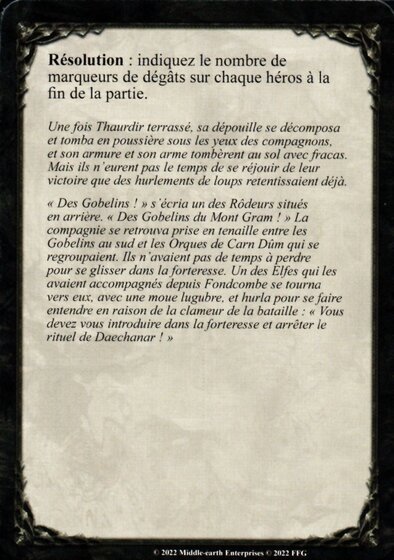 Résolution : indiquez le nombre de
marqueurs de dégâts sur chaque héros à la
fin de la partie.
Une fois Thaurdir terrassé, sa dépouille se décomposa
et tomba en poussière sous les yeux des compagnons,
et son armure et son arme tombèrent au sol avec fracas.
Mais ils n'eurent pas le temps de se réjouir de leur
victoire que des hurlements de loups retentissaient déjà.
« Des Gobelins ! » s'écria un des Rôdeurs situés
en arrière. « Des Gobelins du Mont Gram ! » La
compagnie se retrouva prise en tenaille entre les
Gobelins au sud et les Orques de Carn Dûm qui se
regroupaient. Ils n'avaient pas de temps à perdre
pour se glisser dans la forteresse. Un des Elfes qui les
avaient accompagnés depuis Fondcombe se tourna
vers eux, avec une moue lugubre, et hurla pour se faire
entendre en raison de la clameur de la bataille : « Vous
devez vous introduire dans la forteresse et arrêter le
rituel de Daechanar ! »
© 2022 Middle-earth Enterprises © 2022 FFG